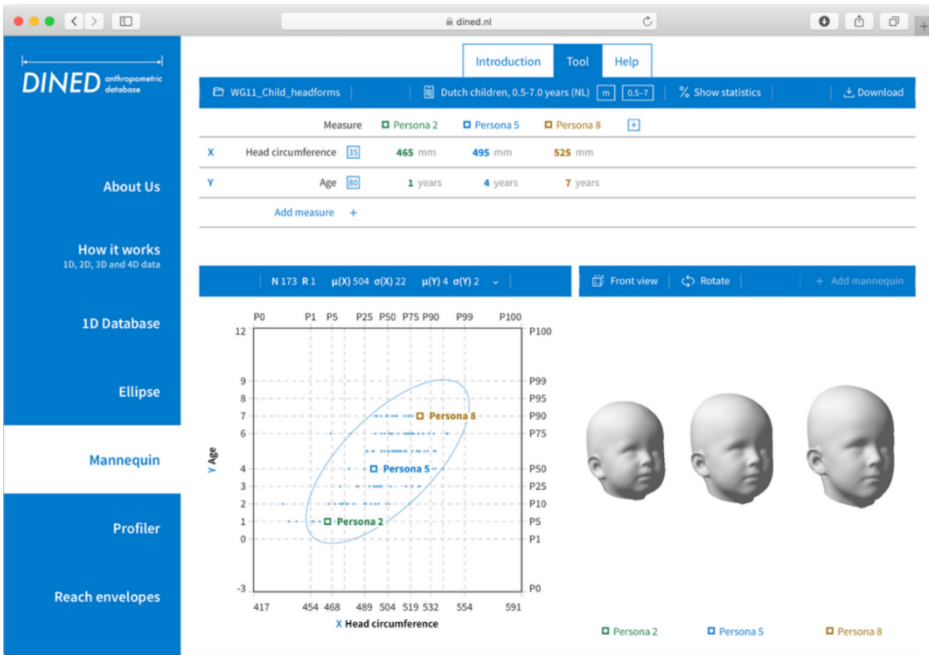 dined.nl
DINED anthropometric database
About Us
How it works
1D, 2D, 3D and 4D data
1D Database
Ellipse
Mannequin
Profiler
Reach envelopes
Introduction Tool Help
WG11_Child_headforms Dutch children, 0.5-7.0 years (NL) m 0.5-7 % Show statistics Download
Measure Persona 2 Persona 5 Persona 8 +
X Head circumference 35 465 mm 495 mm 525 mm
Y Age 80 1 years 4 years 7 years
Add measure +
N 173 R 1 μ(X) 504 σ(X) 22 μ(Y) 4 σ(Y) 2
Front view Rotate + Add mannequin
P0 P1 P5 P25 P50 P75 P90 P99 P100
12 P100
9 P99
8 P95
7 Persona 8 P90
6 P75
Y Age
4 Persona 5 P50
3 P25
2 P10
1 Persona 2 P5
0 P1
-3 P0
417 454 468 489 504 519 532 554 591
X Head circumference
Persona 2 Persona 5 Persona 8